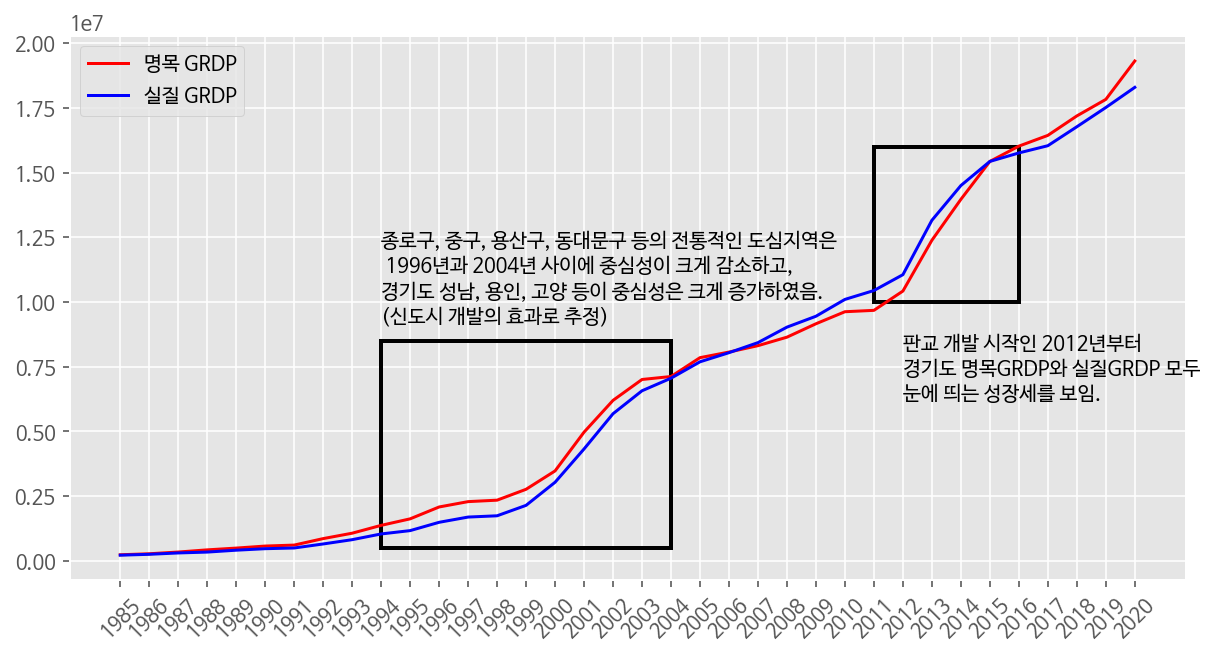 1e7
2.00
1.75
1.50
1.25
1.00
0.75
0.50
0.25
0.00
명목 GRDP
실질 GRDP
종로구, 중구, 용산구, 동대문구 등의 전통적인 도심지역은
1996년과 2004년 사이에 중심성이 크게 감소하고,
경기도 성남, 용인, 고양 등이 중심성은 크게 증가하였음.
(신도시 개발의 효과로 추정)
판교 개발 시작인 2012년부터
경기도 명목GRDP와 실질GRDP 모두
눈에 띄는 성장세를 보임.
1985 1986 1987 1988 1989 1990 1991 1992 1993 1994 1995 1996 1997 1998 1999 2000 2001 2002 2003 2004 2005 2006 2007 2008 2009 2010 2011 2012 2013 2014 2015 2016 2017 2018 2019 2020